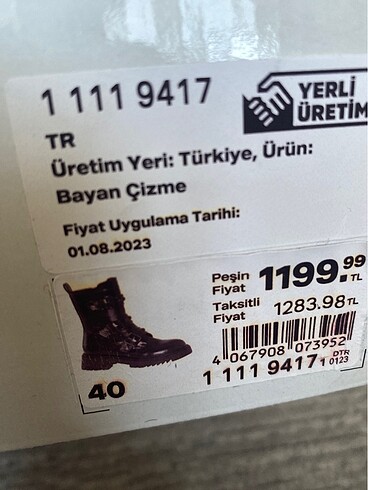 1 111 9417
YERLİ
ÜRETİM
TR
Üretim Yeri: Türkiye, Ürün:
Bayan Çizme
Fiyat Uygulama Tarihi:
01.08.2023
Peşin
Fiyat 1199.99 TL
Taksitli
Fiyat 1283.98 TL
4 067908 073952
1 111 9417 1 DTR
0123
40